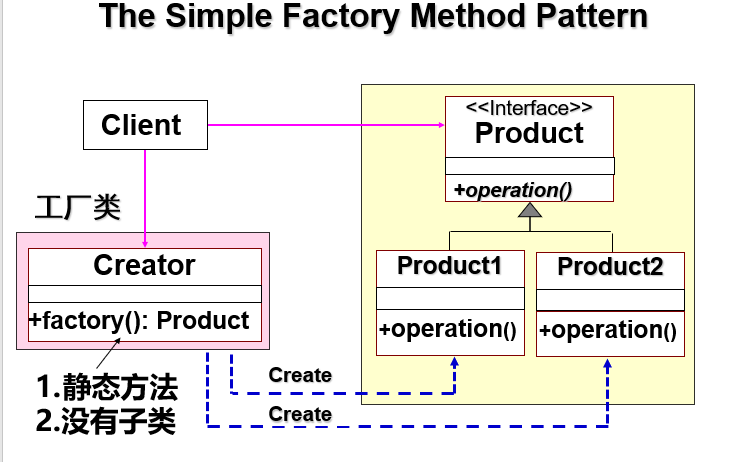 The Simple Factory Method Pattern
Client
<<Interface>>
Product
+operation()
工厂类
Creator
+factory(): Product
Product1
+operation()
Product2
+operation()
1.静态方法
2.没有子类
Create
Create